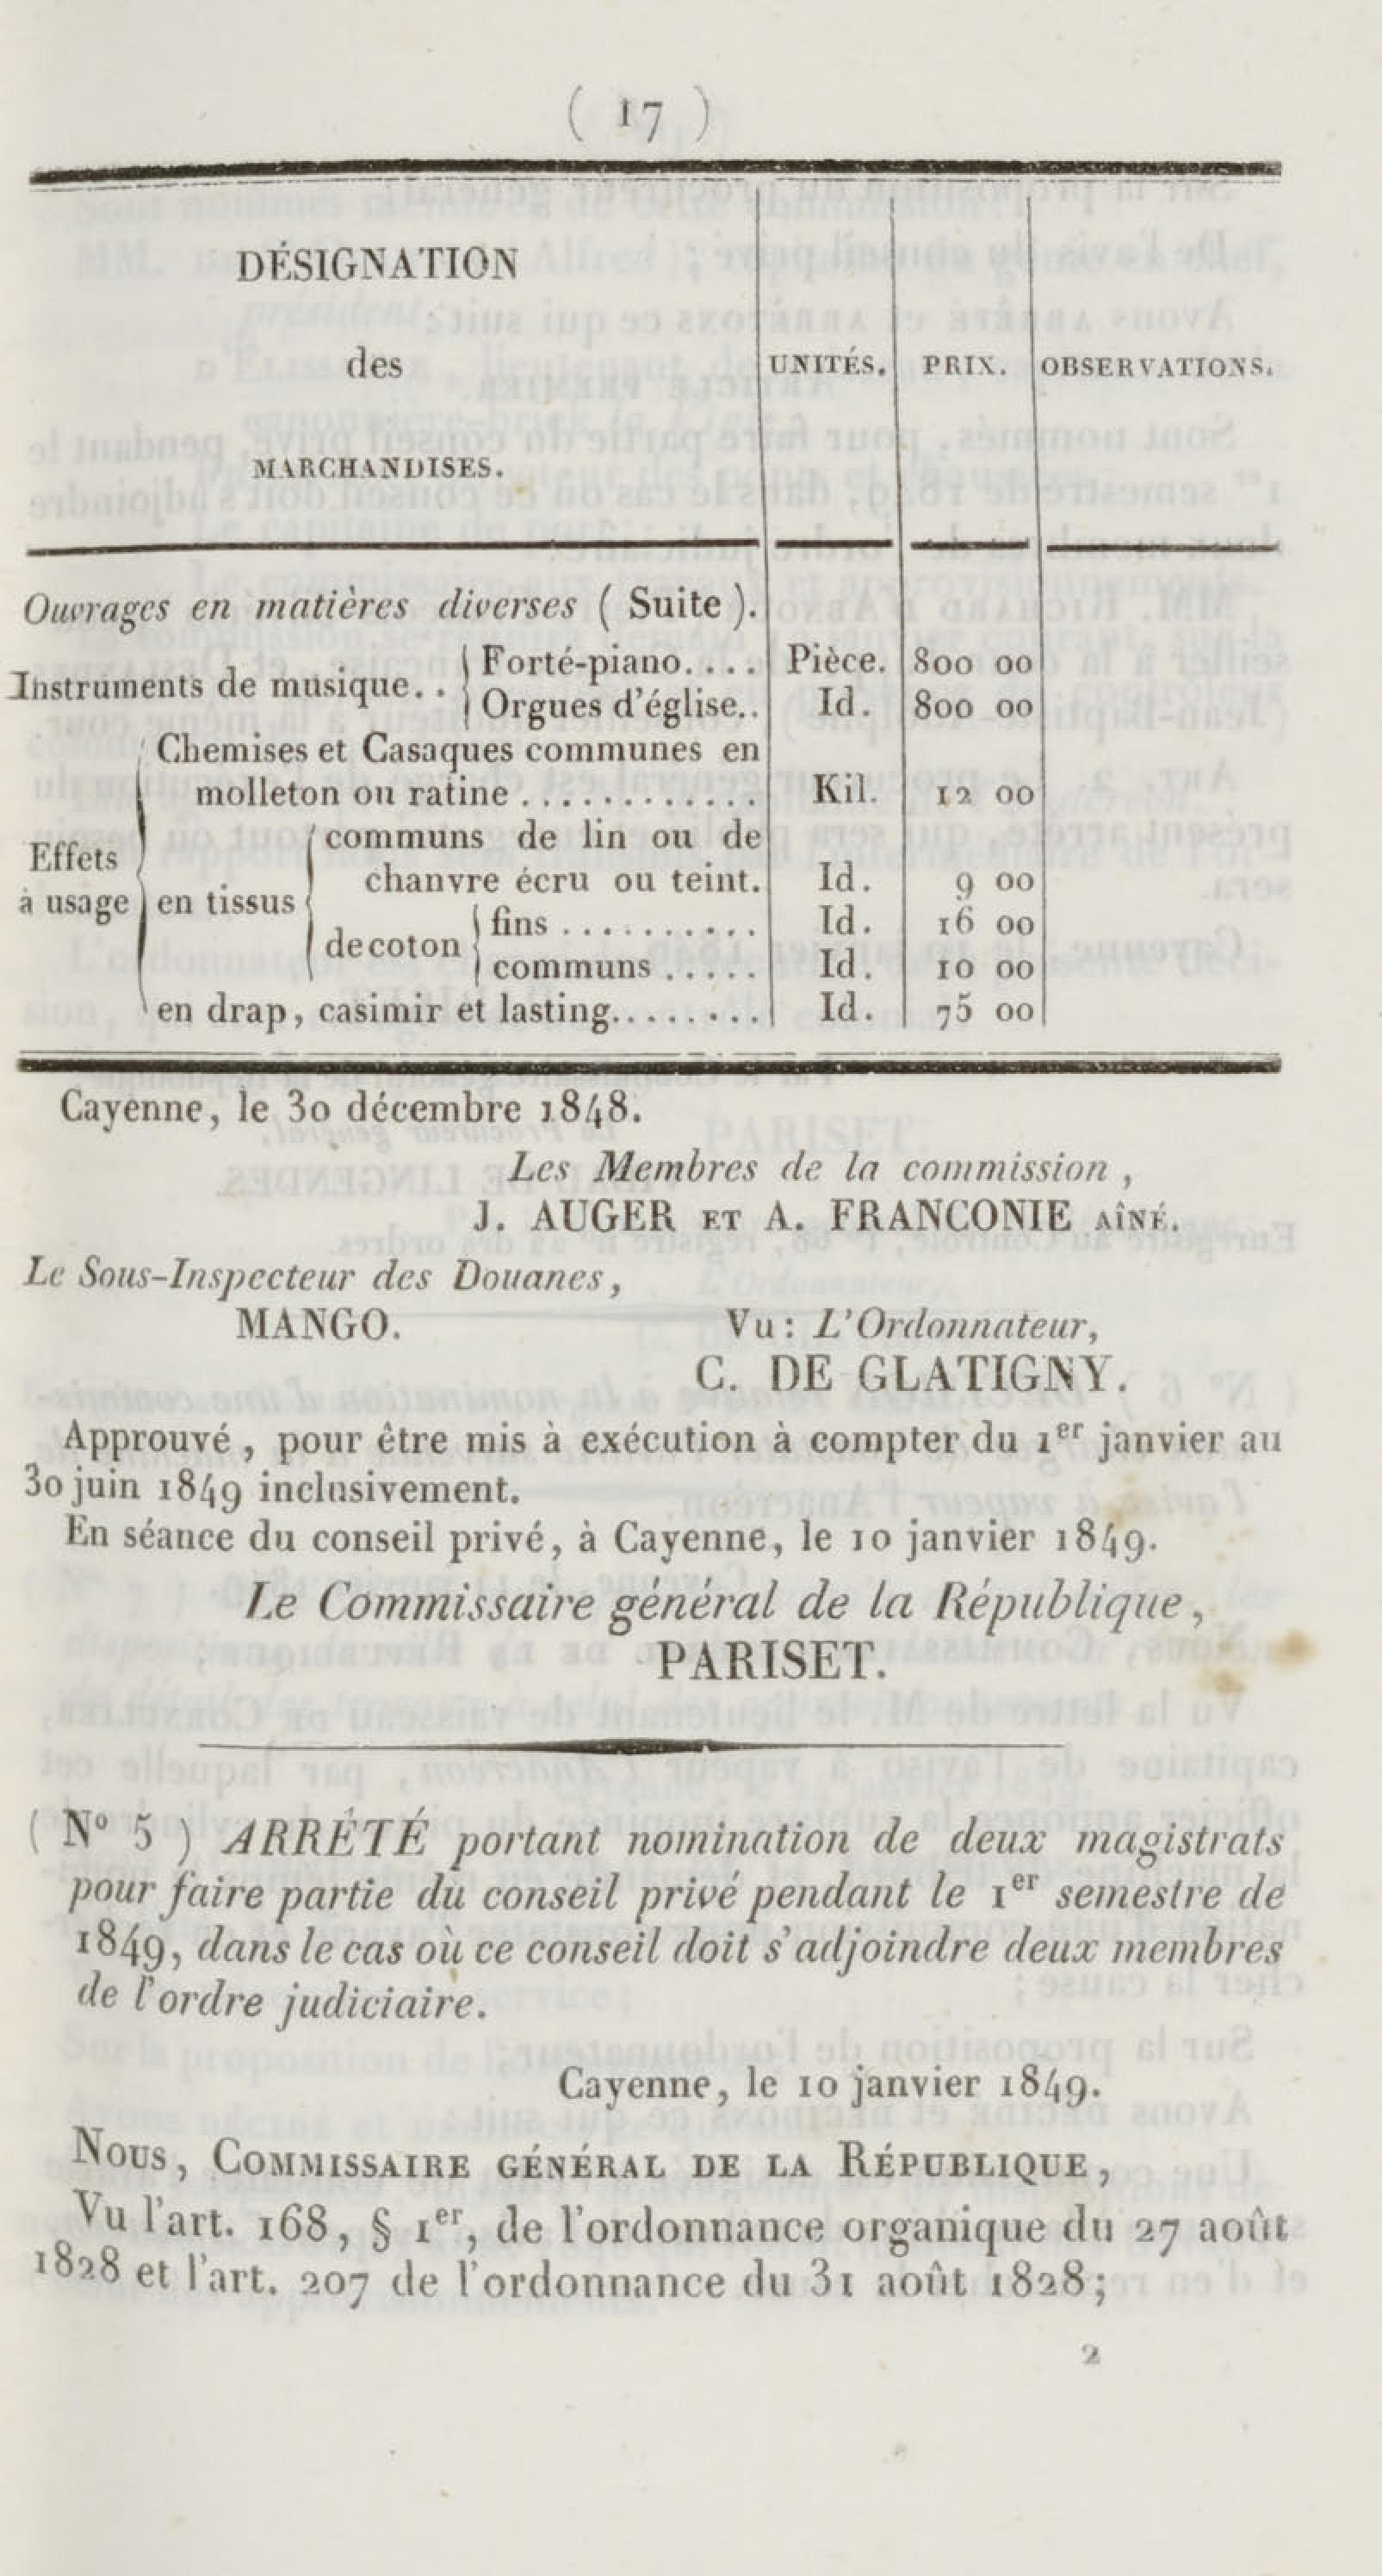 ( 17 )
DÉSIGNATION
des
MARCHANDISES.
UNITÉS.
PRIX.
OBSERVATIONS.
Ouvrages en matières diverses ( Suite ).
Instruments de musique..
Forté-piano.... Pièce. 800 00
Orgues d'église.. Id. 800 00
Effets
à usage
Chemises et Casaques communes en
molleton ou ratine ............ Kil. 12 00
en tissus
communs de lin ou de
chanvre écru ou teint. Id. 9 00
de coton
fins .......... Id. 16 00
communs ..... Id. 10 00
en drap, casimir et lasting........ Id. 75 00
Cayenne, le 30 décembre 1848.
Les Membres de la commission ,
J. AUGER ET A. FRANCONIE AÎNÉ.
Le Sous-Inspecteur des Douanes,
MANGO. Vu : L'Ordonnateur,
C. DE GLATIGNY.
Approuvé , pour être mis à exécution à compter du 1er janvier au
30 juin 1849 inclusivement.
En séance du conseil privé, à Cayenne, le 10 janvier 1849.
Le Commissaire général de la République,
PARISET.
( N° 5 ) ARRÊTÉ portant nomination de deux magistrats
pour faire partie du conseil privé pendant le 1er semestre de
1849, dans le cas où ce conseil doit s'adjoindre deux membres
de l'ordre judiciaire.
Cayenne, le 10 janvier 1849.
Nous, COMMISSAIRE GÉNÉRAL DE LA RÉPUBLIQUE,
Vu l'art. 168, § 1er, de l'ordonnance organique du 27 août
1828 et l'art. 207 de l'ordonnance du 31 août 1828;
2